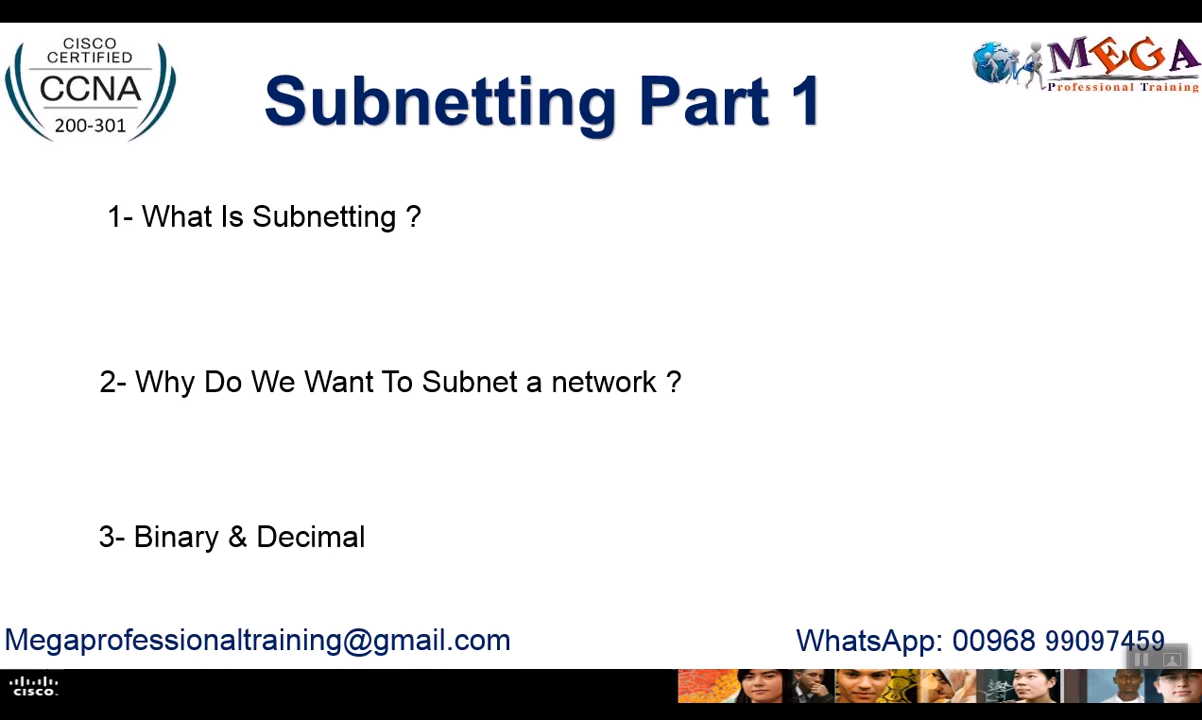 CISCO
CERTIFIED
CCNA
200-301
Subnetting Part 1
MEGA
Professional Training
1- What Is Subnetting ?
2- Why Do We Want To Subnet a network ?
3- Binary & Decimal
Megaprofessionaltraining@gmail.com
WhatsApp: 00968 99097459
CISCO.